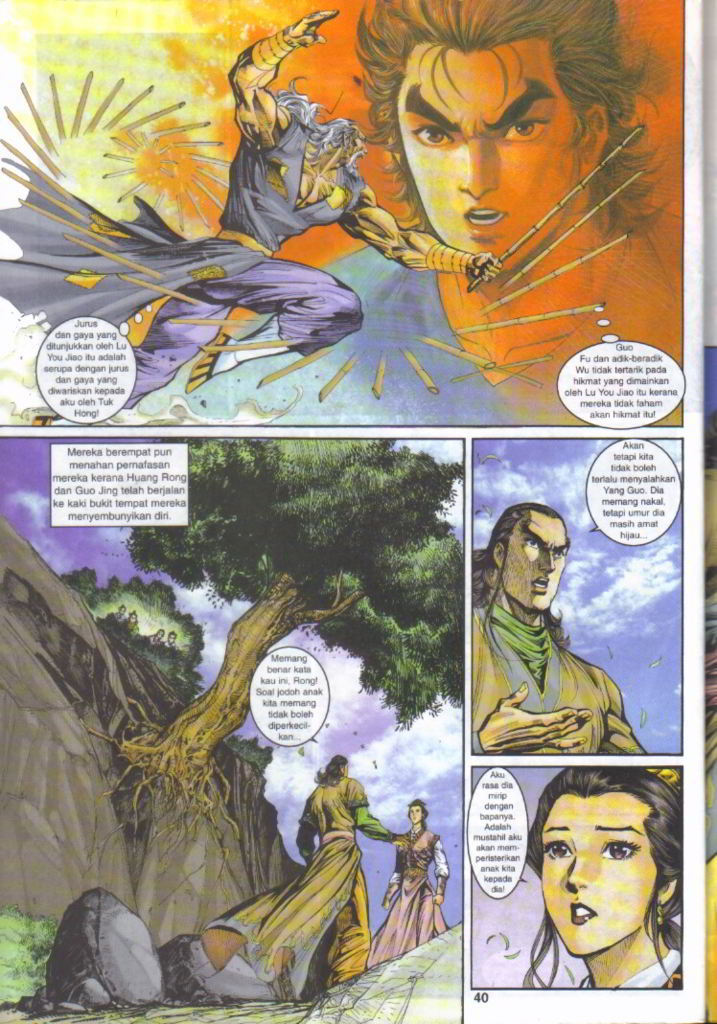 Jurus
dan gaya yang
ditunjukkan oleh Lu
You Jiao itu adalah
serupa dengan jurus
dan gaya yang
diwariskan kepada
aku oleh Tuk
Hong!
Guo
Fu dan adik-beradik
Wu tidak tertarik pada
hikmat yang dimainkan
oleh Lu You Jiao itu kerana
mereka tidak faham
akan hikmat itu!
Mereka berempat pun
menahan pernafasan
mereka kerana Huang Rong
dan Guo Jing telah berjalan
ke kaki bukit tempat mereka
menyembunyikan diri.
Memang
benar kata
kau ini, Rong!
Soal jodoh anak
kita memang
tidak boleh
diperkecil-
kan...
Akan
tetapi kita
tidak boleh
terlalu menyalahkan
Yang Guo. Dia
memang nakal,
tetapi umur dia
masih amat
hijau...
Aku
rasa dia
mirip
dengan
bapanya.
Adalah
mustahil aku
akan mem-
peristerikan
anak kita
kepada
dia!
40